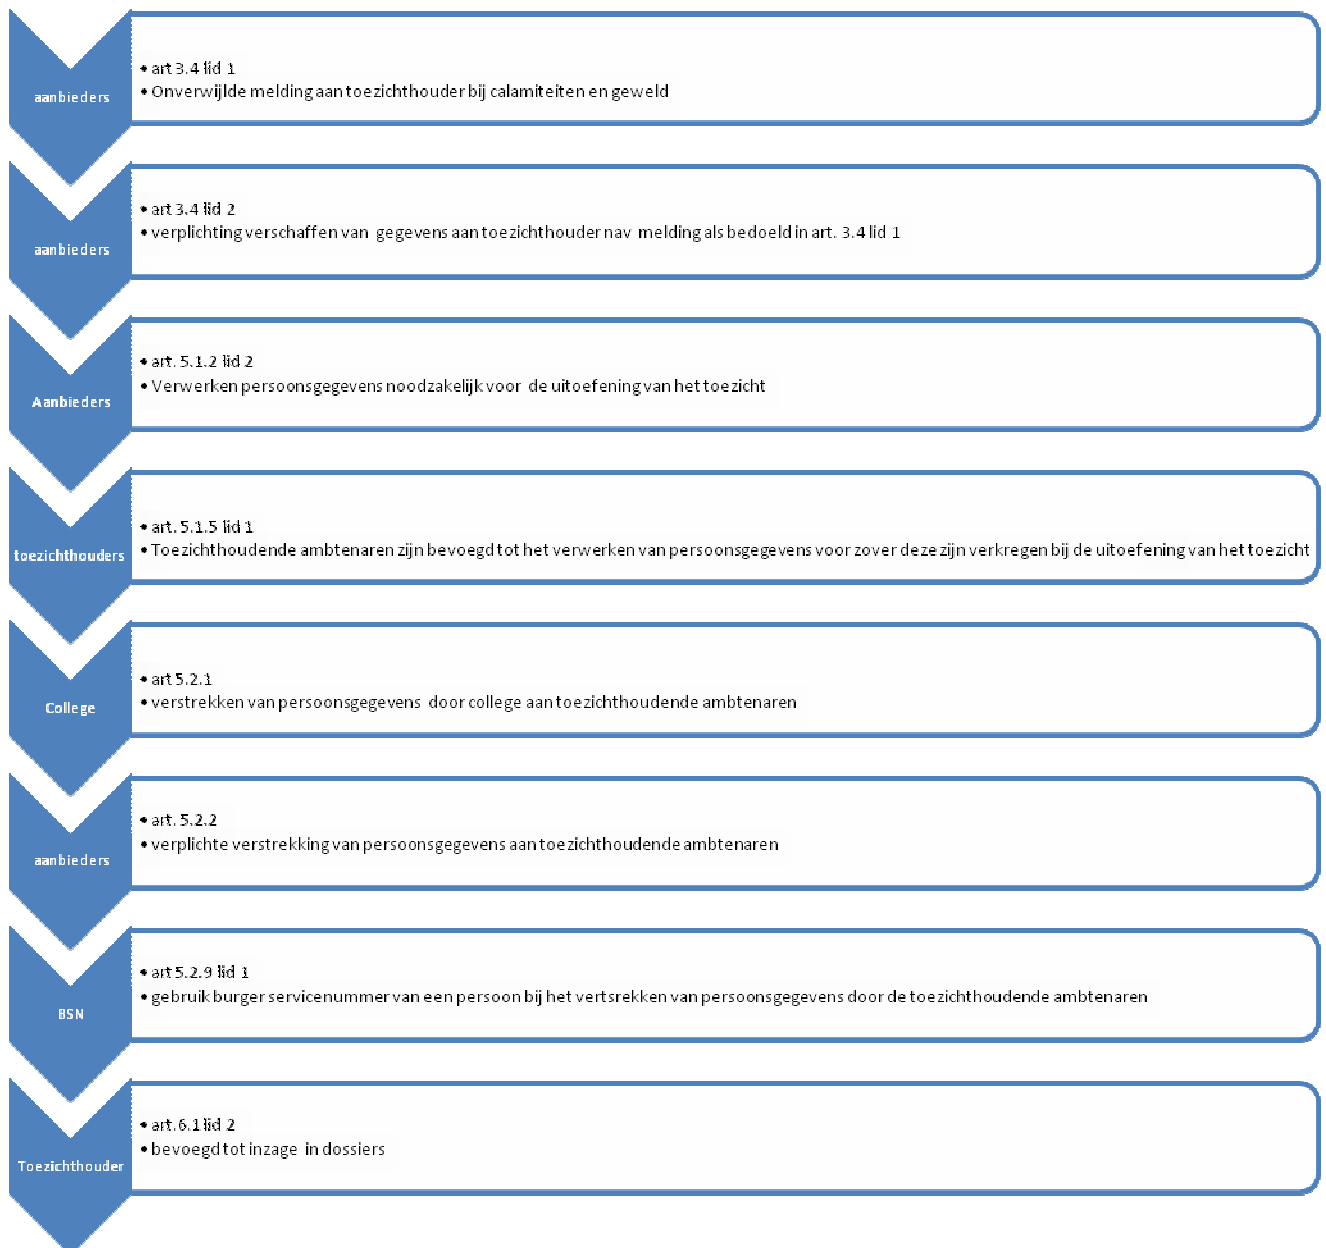 aanbieders
• art 3.4 lid 1
• Onverwijlde melding aan toezichthouder bij calamiteiten en geweld
aanbieders
• art 3.4 lid 2
• verplichting verschaffen van gegevens aan toezichthouder nav melding als bedoeld in art. 3.4 lid 1
Aanbieders
• art. 5.1.2 lid 2
• Verwerken persoonsgegevens noodzakelijk voor de uitoefening van het toezicht
toezichthouders
• art. 5.1.5 lid 1
• Toezichthoudende ambtenaren zijn bevoegd tot het verwerken van persoonsgegevens voor zover deze zijn verkregen bij de uitoefening van het toezicht
College
• art 5.2.1
• verstrekken van persoonsgegevens door college aan toezichthoudende ambtenaren
aanbieders
• art. 5.2.2
• verplichte verstrekking van persoonsgegevens aan toezichthoudende ambtenaren
BSN
• art 5.2.9 lid 1
• gebruik burger servicenummer van een persoon bij het vertsrekken van persoonsgegevens door de toezichthoudende ambtenaren
Toezichthouder
• art.6.1 lid 2
• bevoegd tot inzage in dossiers